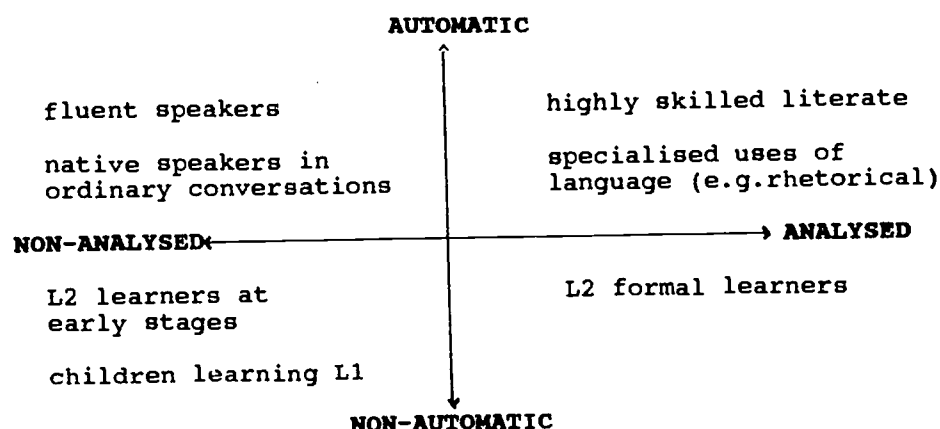 AUTOMATIC
fluent speakers
highly skilled literate
native speakers in
ordinary conversations
specialised uses of
language (e.g.rhetorical)
NON-ANALYSED
ANALYSED
L2 learners at
early stages
L2 formal learners
children learning L1
NON-AUTOMATIC